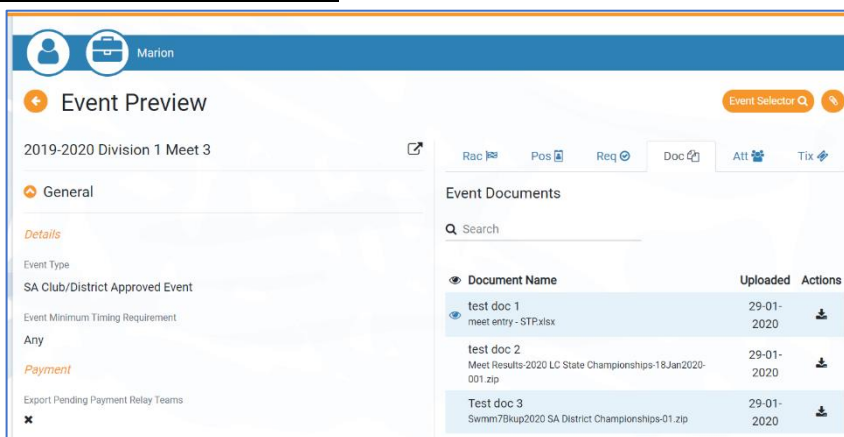 Marion
Event Preview
Event Selector
2019-2020 Division 1 Meet 3
General
Details
Event Type
SA Club/District Approved Event
Event Minimum Timing Requirement
Any
Payment
Export Pending Payment Relay Teams
Rac Pos Req Doc Att Tix
Event Documents
Search
Document Name Uploaded Actions
test doc 1
meet entry - STP.xlsx
29-01-
2020
test doc 2
Meet Results-2020 LC State Championships-18Jan2020-
001.zip
29-01-
2020
Test doc 3
Swmm7Bkup2020 SA District Championships-01.zip
29-01-
2020